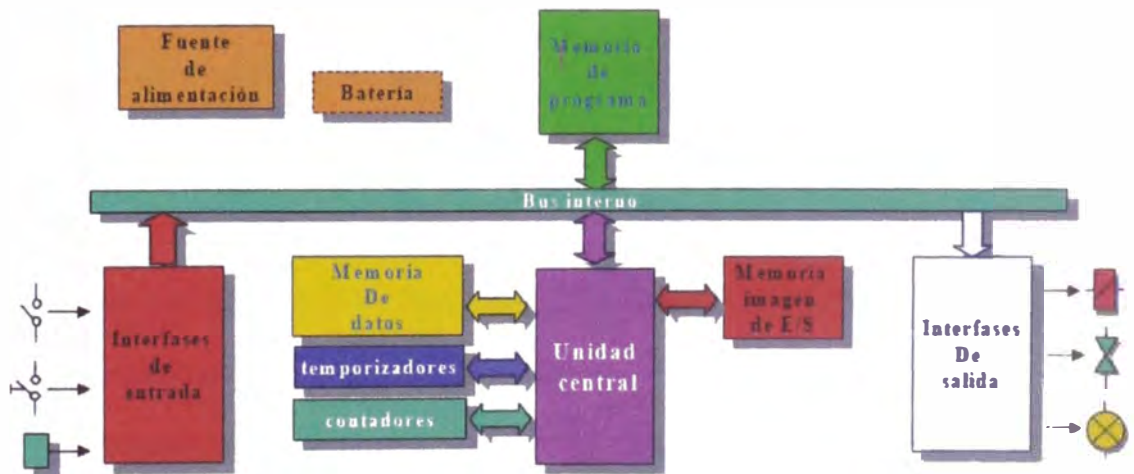 Fuente
de
alimentación
Batería
Memoria
de
programa
Bus interno
Interfases
de
entrada
Memoria
De
datos
temporizadores
contadores
Unidad
central
Memoria
imagen
de E/S
Interfases
De
salida